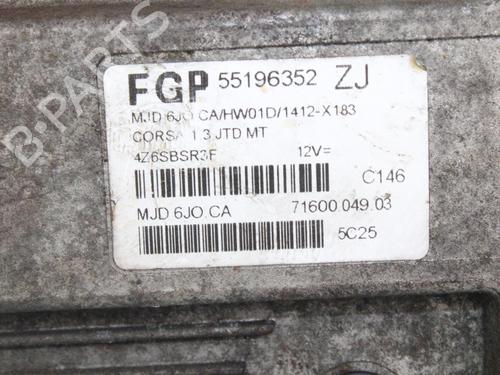 B-PARTS
FGP 55196352 ZJ
MJD 6JO.CA/HW01D/1412-X183
CORSA 1.3 JTD MT
4Z6SBSR3F 12V=
C146
MJD 6JO.CA 71600.049.03
5C25